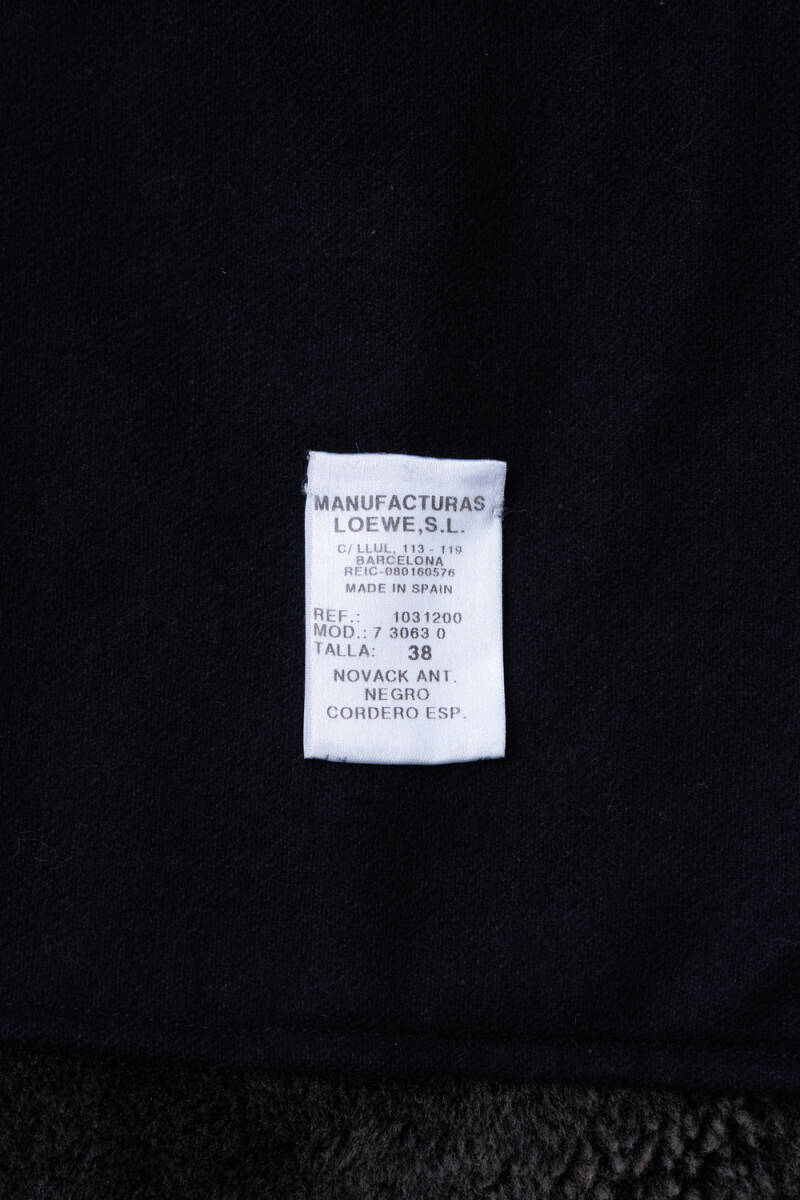 MANUFACTURAS
LOEWE,S.L.
C/ LLUL, 113 - 119
BARCELONA
REIC-080160576
MADE IN SPAIN
REF.: 1031200
MOD.: 7 3063 0
TALLA: 38
NOVACK ANT.
NEGRO
CORDERO ESP.